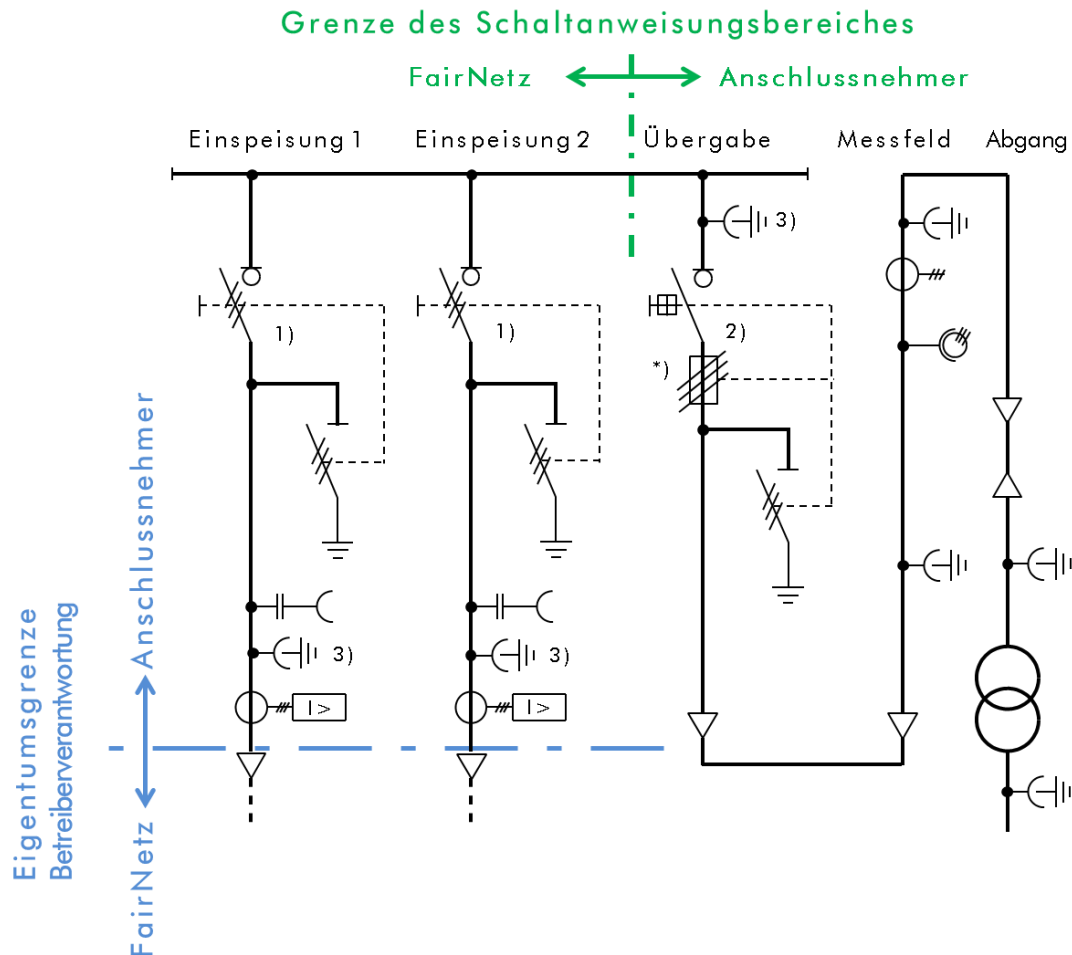 Grenze des Schaltanweisungsbereiches
FairNetz
Anschlussnehmer
Einspeisung 1
Einspeisung 2
Übergabe
Messfeld
Abgang
3)
1)
1)
2)
*)
3)
3)
I >
I >
Eigentumsgrenze
Betreiberverantwortung
FairNetz
Anschlussnehmer